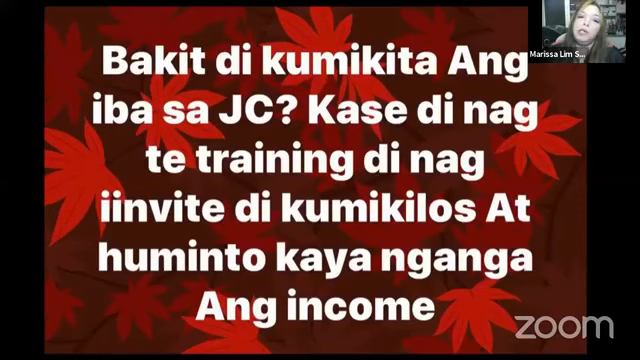 Bakit di kumikita Ang
iba sa JC? Kase di nag
te training di nag
iinvite di kumikilos At
huminto kaya nganga
Ang income
Marissa Lim S...
zoom